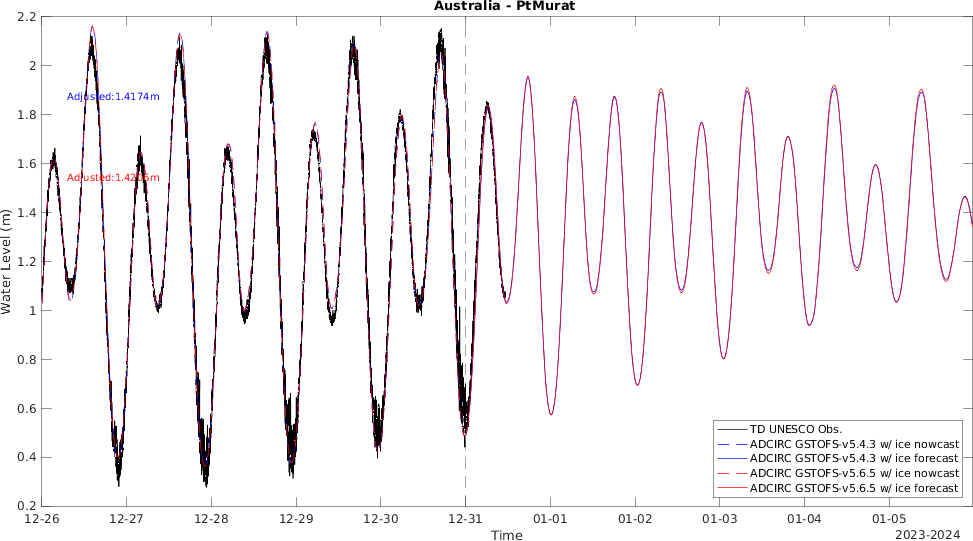 Australia - PtMurat
2.2
2
1.8
1.6
1.4
1.2
1
0.8
0.6
0.4
0.2
Water Level (m)
Adjusted:1.4174m
TD UNESCO Obs.
ADCIRC GSTOFS-v5.4.3 w/ ice nowcast
ADCIRC GSTOFS-v5.4.3 w/ ice forecast
ADCIRC GSTOFS-v5.6.5 w/ ice nowcast
ADCIRC GSTOFS-v5.6.5 w/ ice forecast
12-26 12-27 12-28 12-29 12-30 12-31 01-01 01-02 01-03 01-04 01-05
Time
2023-2024